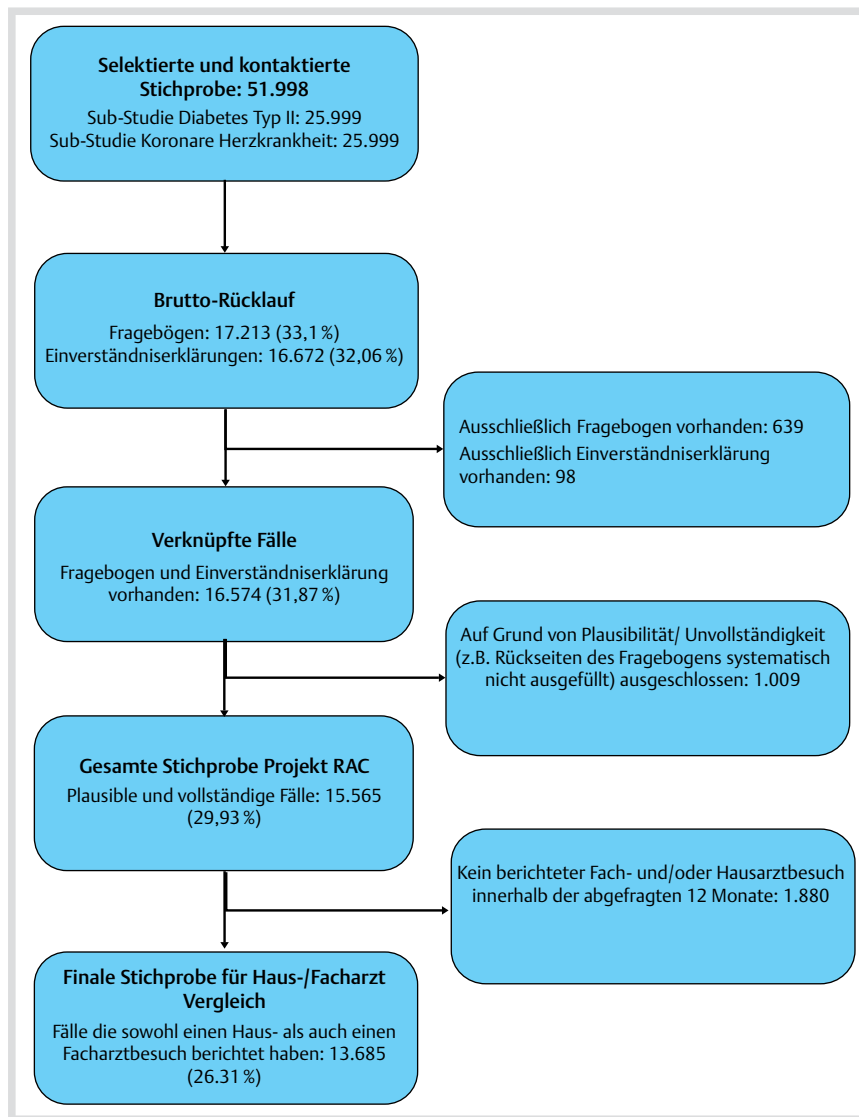 Selektierte und kontaktierte
Stichprobe: 51.998
Sub-Studie Diabetes Typ II: 25.999
Sub-Studie Koronare Herzkrankheit: 25.999
Brutto-Rücklauf
Fragebögen: 17.213 (33,1 %)
Einverständniserklärungen: 16.672 (32,06 %)
Ausschließlich Fragebogen vorhanden: 639
Ausschließlich Einverständniserklärung
vorhanden: 98
Verknüpfte Fälle
Fragebogen und Einverständniserklärung
vorhanden: 16.574 (31,87 %)
Auf Grund von Plausibilität/ Unvollständigkeit
(z.B. Rückseiten des Fragebogens systematisch
nicht ausgefüllt) ausgeschlossen: 1.009
Gesamte Stichprobe Projekt RAC
Plausible und vollständige Fälle: 15.565
(29,93 %)
Kein berichteter Fach- und/oder Hausarztbesuch
innerhalb der abgefragten 12 Monate: 1.880
Finale Stichprobe für Haus-/Facharzt
Vergleich
Fälle die sowohl einen Haus- als auch einen
Facharztbesuch berichtet haben: 13.685
(26.31 %)